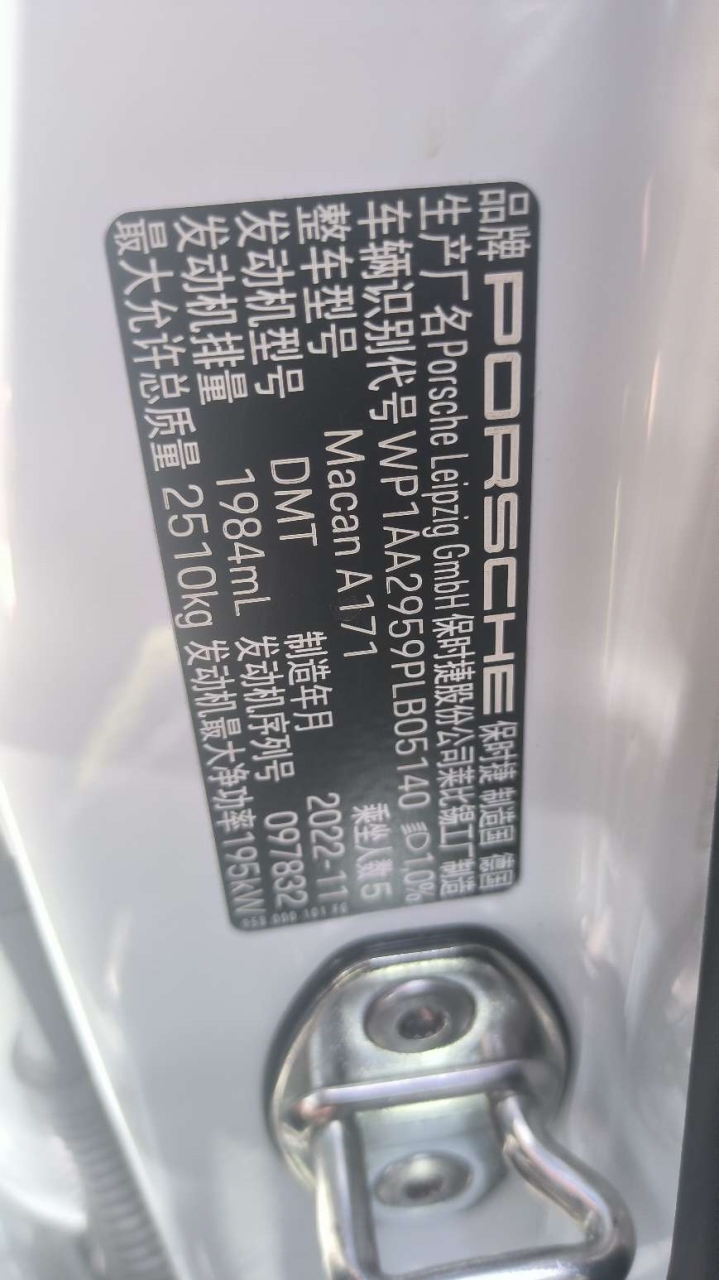 品牌 PORSCHE 保时捷 制造国 德国
生产厂名 Porsche Leipzig GmbH 保时捷股份公司莱比锡工厂 制造
车辆识别代号 WP1AA2959PLB05140 1,0%
整车型号 Macan A171 乘坐人数 5
发动机型号 DMT 制造年月 2022-11
发动机排量 1984mL 发动机序列号 097832
最大允许总质量 2510kg 发动机最大净功率 195kW